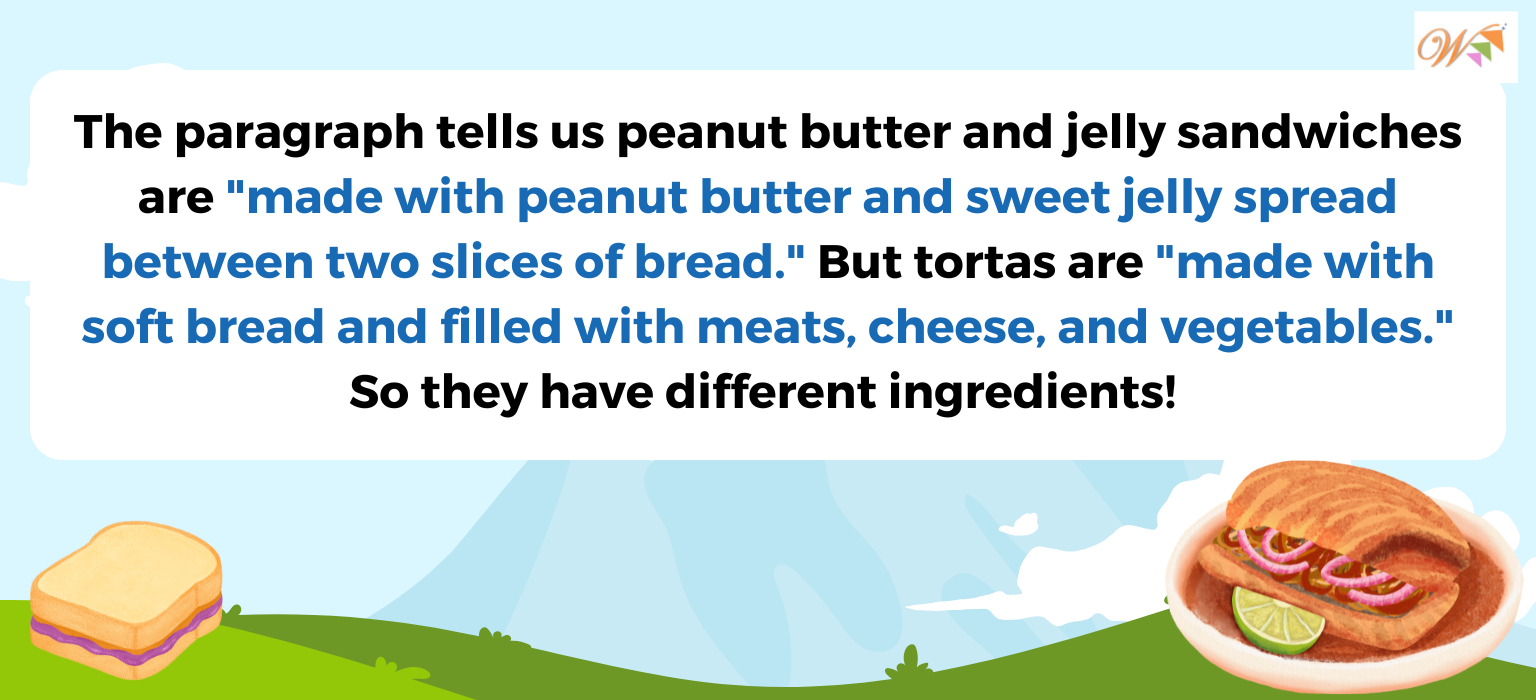 W
The paragraph tells us peanut butter and jelly sandwiches
are "made with peanut butter and sweet jelly spread
between two slices of bread." But tortas are "made with
soft bread and filled with meats, cheese, and vegetables."
So they have different ingredients!